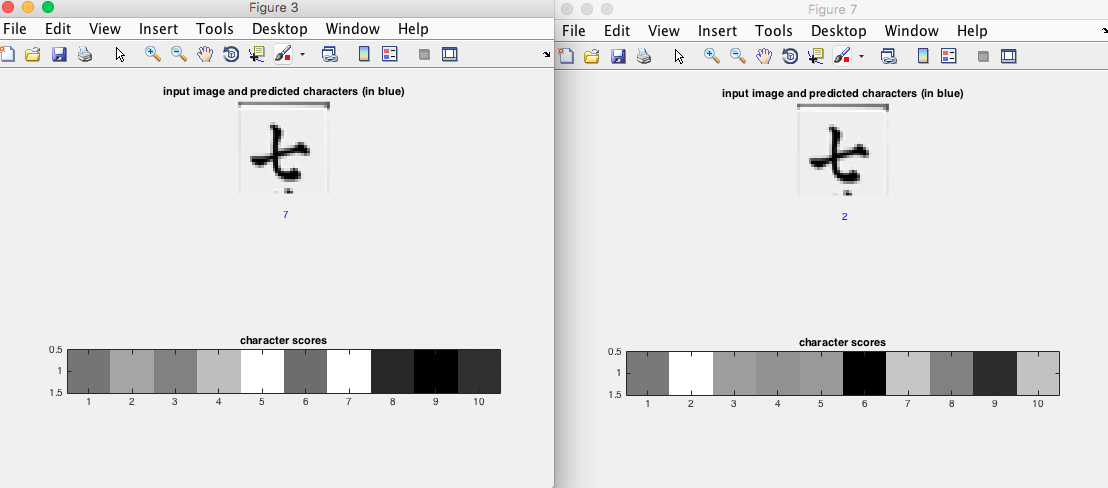 Figure 3
File Edit View Insert Tools Desktop Window Help
input image and predicted characters (in blue)
七
7
character scores
0.5
1
1.5
1 2 3 4 5 6 7 8 9 10
Figure 7
File Edit View Insert Tools Desktop Window Help
input image and predicted characters (in blue)
七
2
character scores
0.5
1
1.5
1 2 3 4 5 6 7 8 9 10